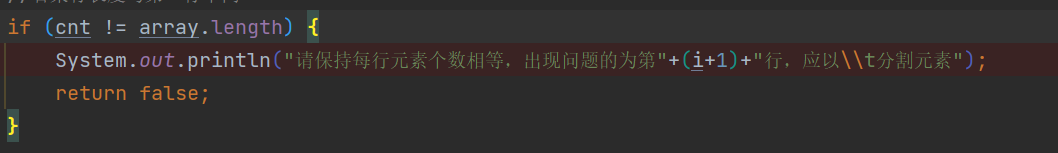 if (cnt != array.length) {
System.out.println("请保持每行元素个数相等，出现问题的为第"+(i+1)+"行，应以\\t分割元素");
return false;
}